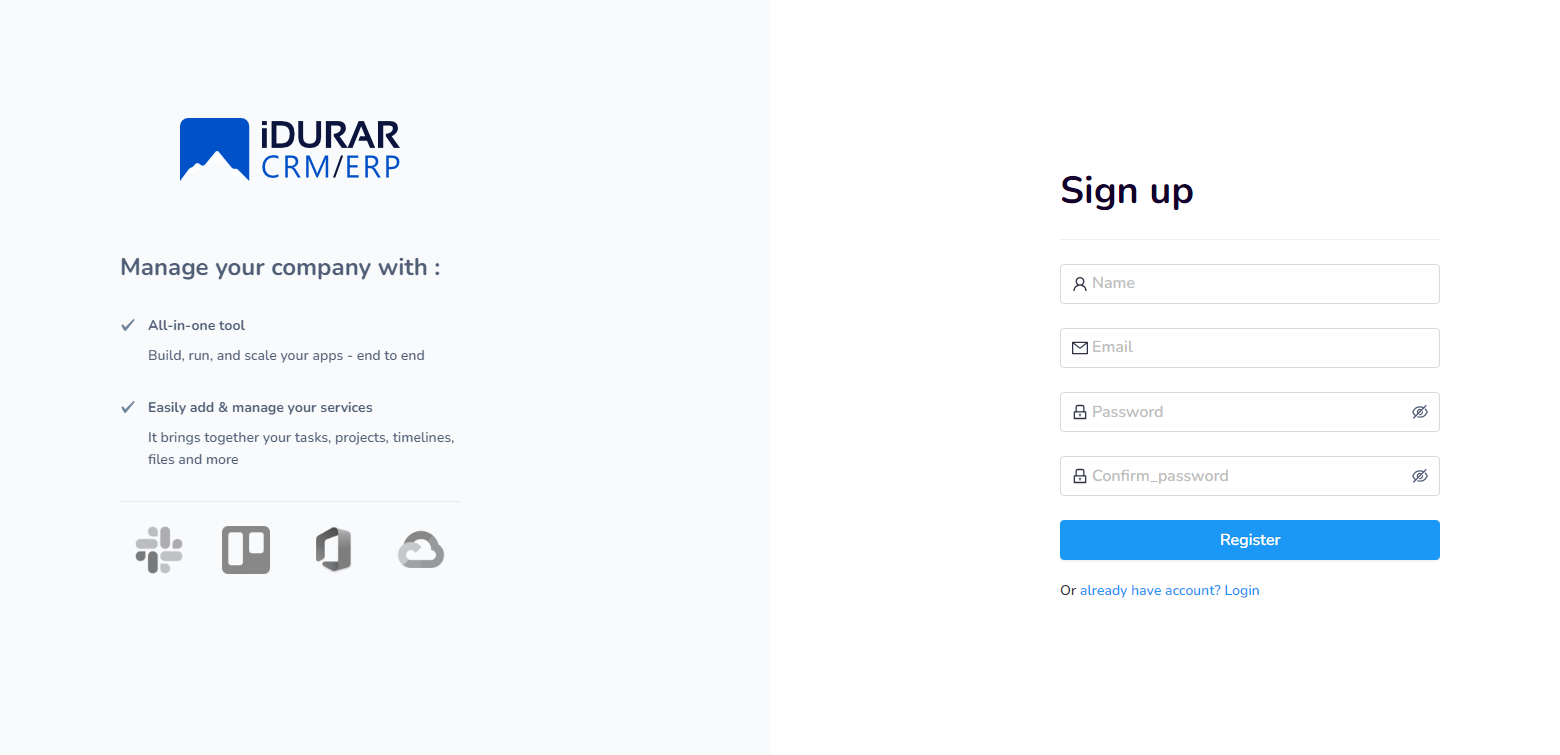 iDURAR
CRM/ERP
Manage your company with :
All-in-one tool
Build, run, and scale your apps - end to end
Easily add & manage your services
It brings together your tasks, projects, timelines,
files and more
Sign up
Name
Email
Password
Confirm_password
Register
Or already have account? Login